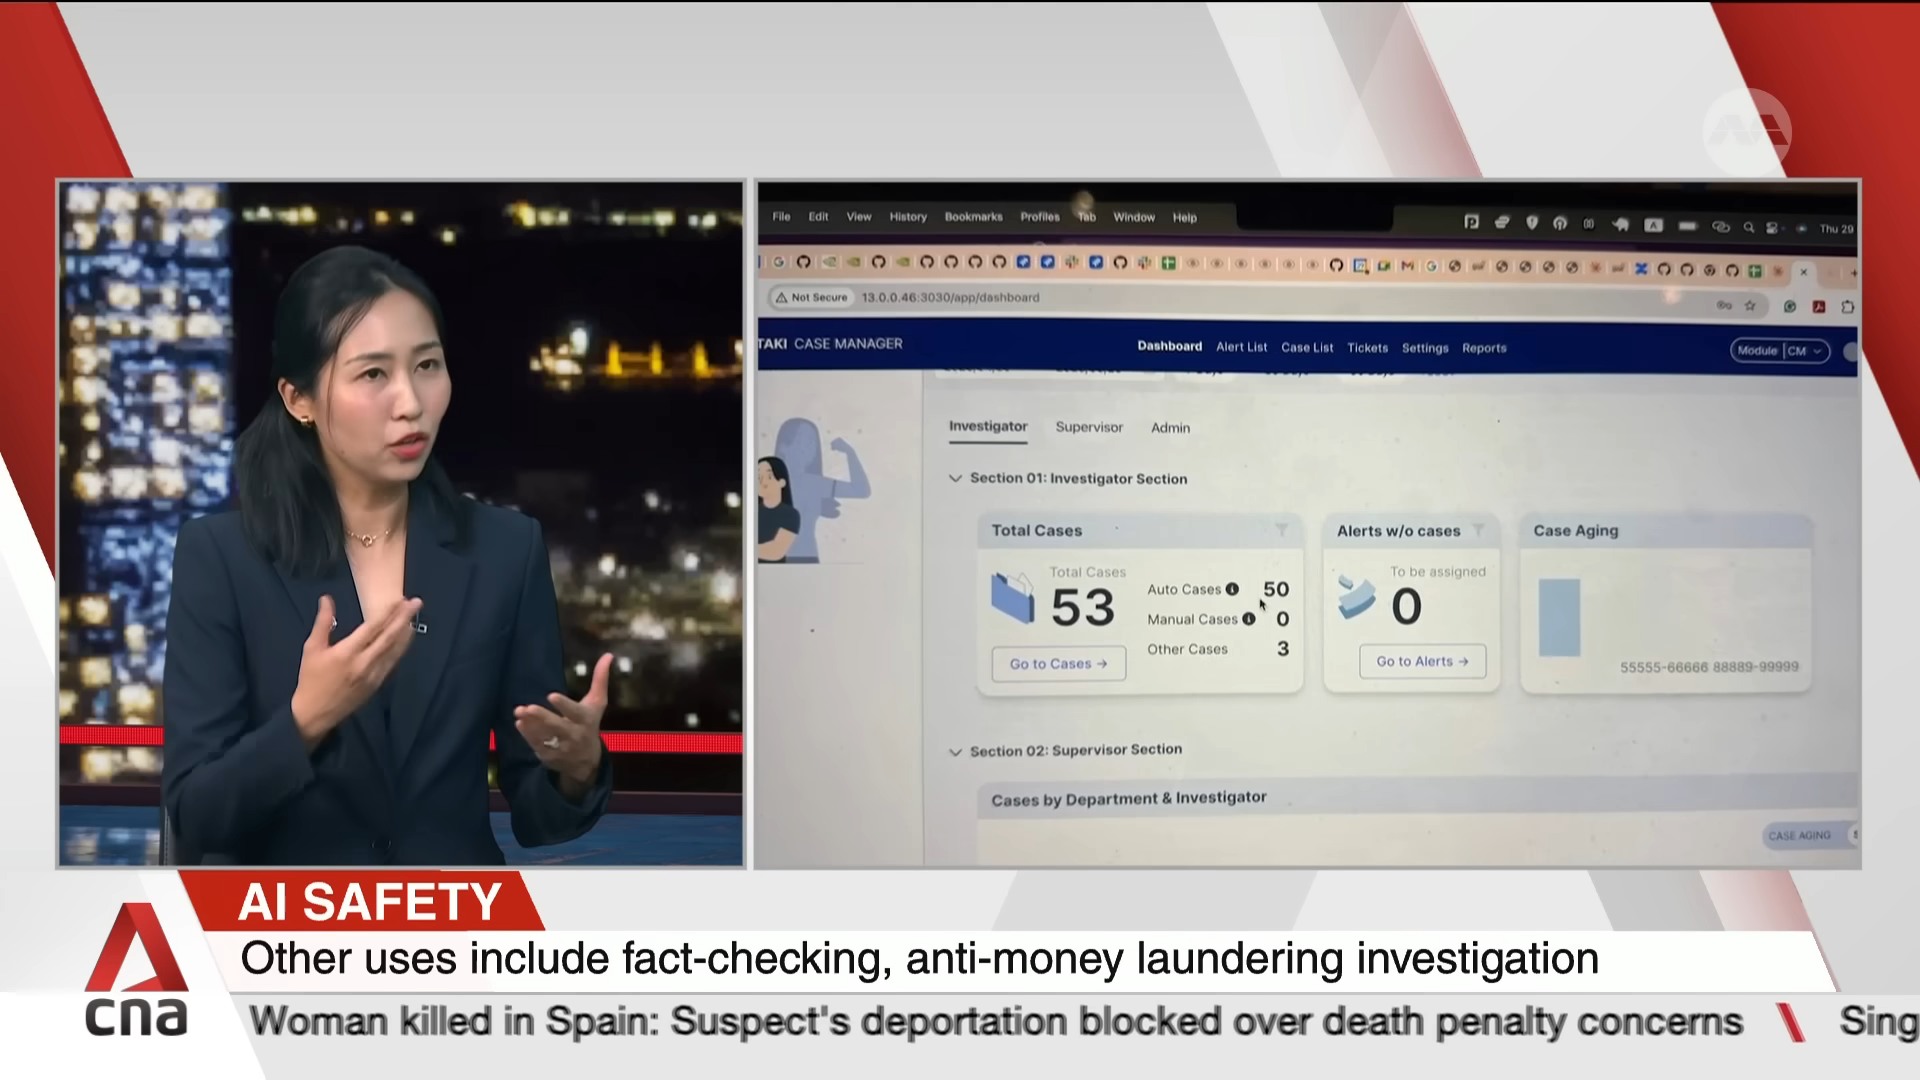 File Edit View History Bookmarks Profiles Tab Window Help
Thu 29
Not Secure 13.0.0.46:3030/app/dashboard
TAKI CASE MANAGER
Dashboard Alert List Case List Tickets Settings Reports
Module | CM
Investigator Supervisor Admin
Section 01: Investigator Section
Total Cases
Total Cases
53
Auto Cases 50
Manual Cases 0
Other Cases 3
Go to Cases →
Alerts w/o cases
To be assigned
0
Go to Alerts →
Case Aging
55555-66666 88889-99999
Section 02: Supervisor Section
Cases by Department & Investigator
CASE AGING
AI SAFETY
Other uses include fact-checking, anti-money laundering investigation
cna
Woman killed in Spain: Suspect's deportation blocked over death penalty concerns
Sing